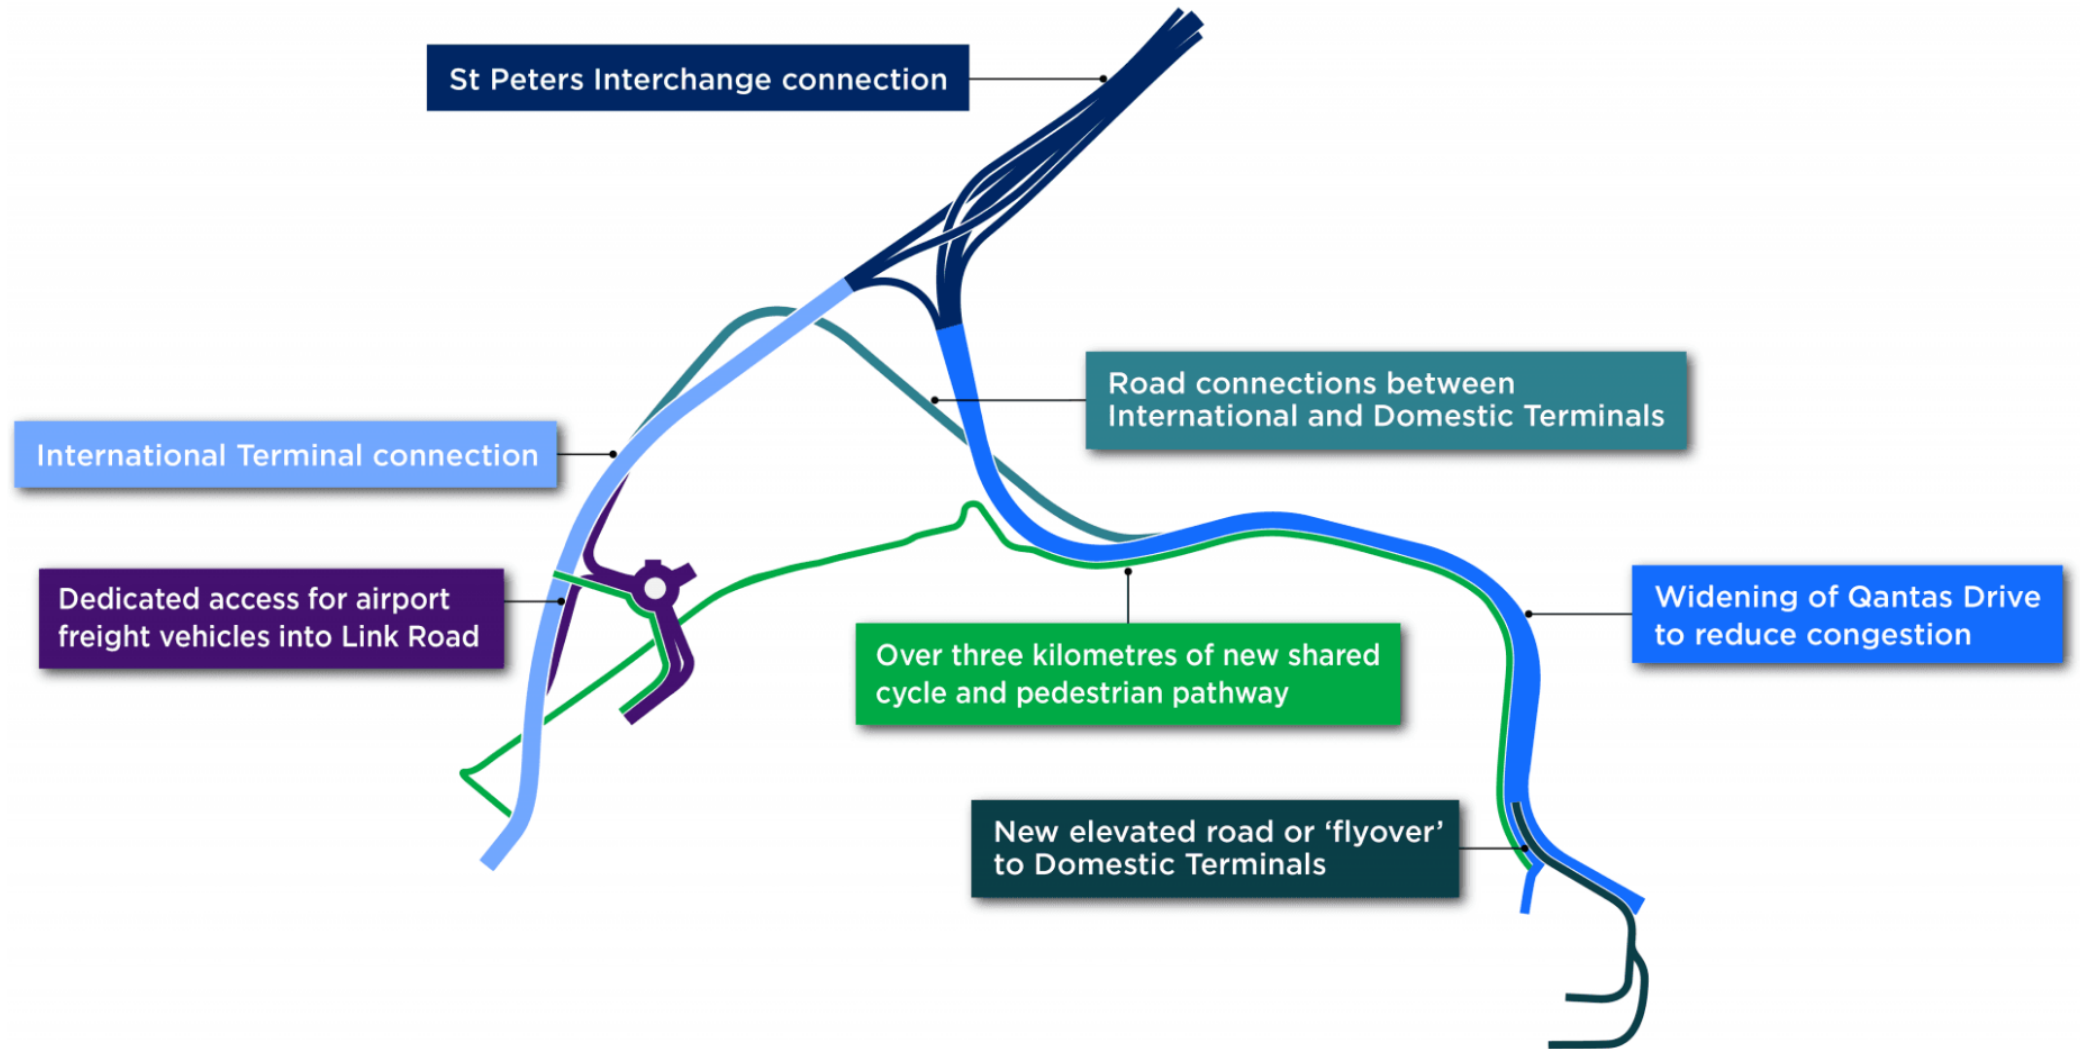 St Peters Interchange connection
Road connections between
International and Domestic Terminals
International Terminal connection
Dedicated access for airport
freight vehicles into Link Road
Widening of Qantas Drive
to reduce congestion
Over three kilometres of new shared
cycle and pedestrian pathway
New elevated road or ‘flyover’
to Domestic Terminals